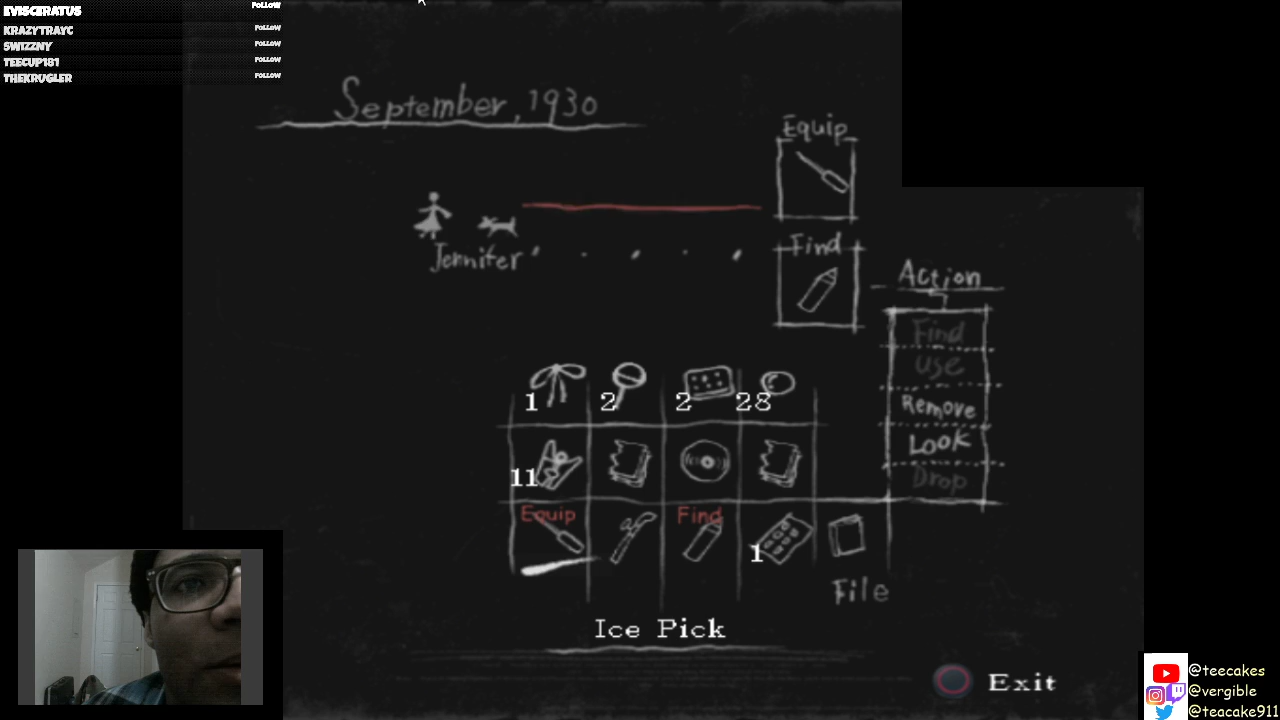 EVISCERATUS FOLLOW
KRAZYTRAYC FOLLOW
SWIZZNY FOLLOW
TEECUP181 FOLLOW
THEKRUGLER FOLLOW
September, 1930
Equip
Jennifer
Find
Action
Find
Use
Remove
Look
Drop
1 2 2 28
11
Equip Find
1
File
Ice Pick
Exit
@teecakes
@vergible
@teacake911